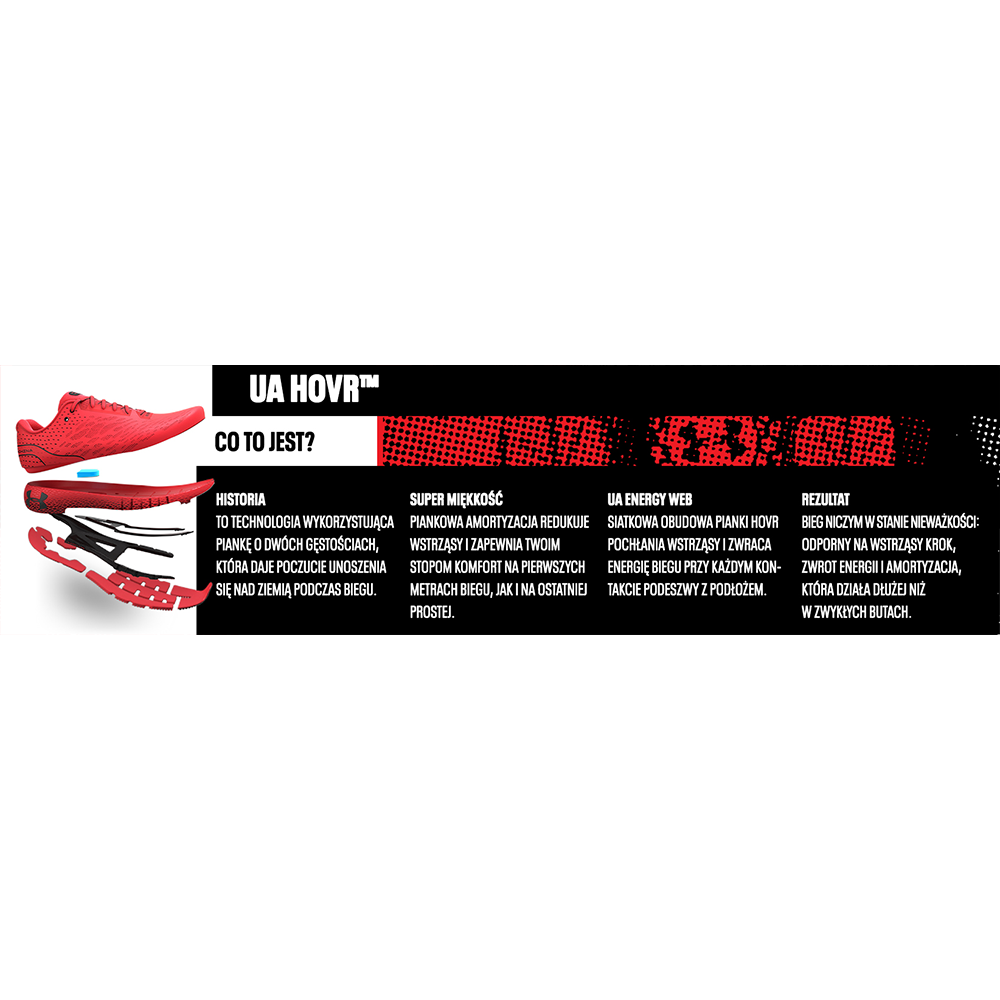 UA HOVR™
CO TO JEST?
HISTORIA
TO TECHNOLOGIA WYKORZYSTUJĄCA
PIANKĘ O DWÓCH GĘSTOŚCIACH,
KTÓRA DAJE POCZUCIE UNOSZENIA
SIĘ NAD ZIEMIĄ PODCZAS BIEGU.
SUPER MIĘKKOŚĆ
PIANKOWA AMORTYZACJA REDUKUJE
WSTRZĄSY I ZAPEWNIA TWOIM
STOPOM KOMFORT NA PIERWSZYCH
METRACH BIEGU, JAK I NA OSTATNIEJ
PROSTEJ.
UA ENERGY WEB
SIATKOWA OBUDOWA PIANKI HOVR
POCHŁANIA WSTRZĄSY I ZWRACA
ENERGIĘ BIEGU PRZY KAŻDYM KON-
TAKCIE PODESZWY Z PODŁOŻEM.
REZULTAT
BIEG NICZYM W STANIE NIEWAŻKOŚCI:
ODPORNY NA WSTRZĄSY KROK,
ZWROT ENERGII I AMORTYZACJA,
KTÓRA DZIAŁA DŁUŻEJ NIŻ
W ZWYKŁYCH BUTACH.